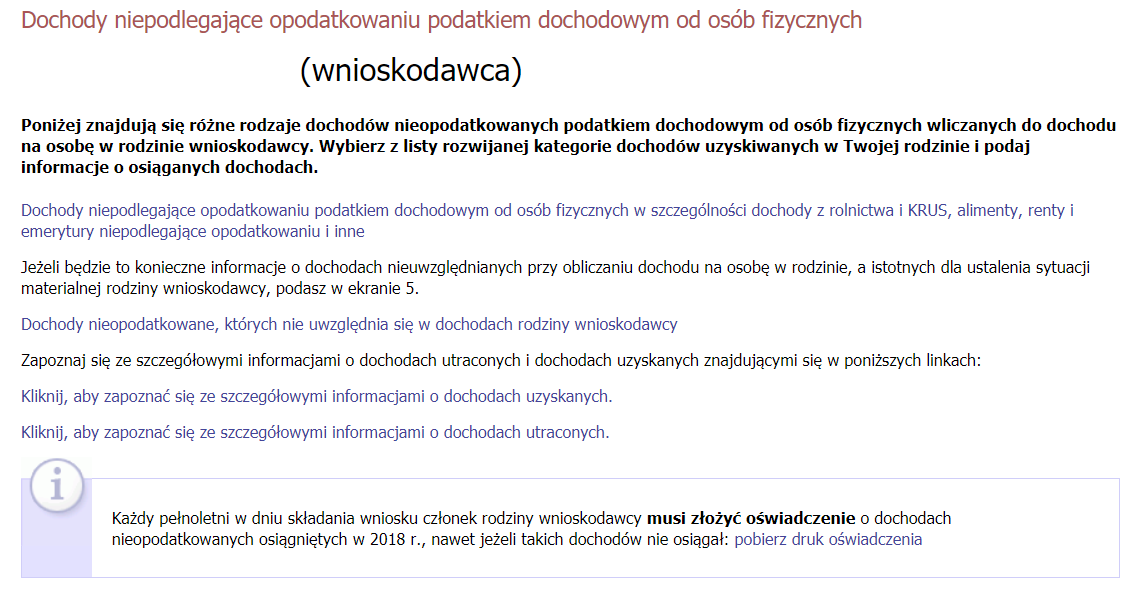 Dochody niepodlegające opodatkowaniu podatkiem dochodowym od osób fizycznych
(wnioskodawca)
Poniżej znajdują się różne rodzaje dochodów nieopodatkowanych podatkiem dochodowym od osób fizycznych wliczanych do dochodu
na osobę w rodzinie wnioskodawcy. Wybierz z listy rozwijanej kategorie dochodów uzyskiwanych w Twojej rodzinie i podaj
informacje o osiąganych dochodach.
Dochody niepodlegające opodatkowaniu podatkiem dochodowym od osób fizycznych w szczególności dochody z rolnictwa i KRUS, alimenty, renty i
emerytury niepodlegające opodatkowaniu i inne
Jeżeli będzie to konieczne informacje o dochodach nieuwzględnianych przy obliczaniu dochodu na osobę w rodzinie, a istotnych dla ustalenia sytuacji
materialnej rodziny wnioskodawcy, podasz w ekranie 5.
Dochody nieopodatkowane, których nie uwzględnia się w dochodach rodziny wnioskodawcy
Zapoznaj się ze szczegółowymi informacjami o dochodach utraconych i dochodach uzyskanych znajdującymi się w poniższych linkach:
Kliknij, aby zapoznać się ze szczegółowymi informacjami o dochodach uzyskanych.
Kliknij, aby zapoznać się ze szczegółowymi informacjami o dochodach utraconych.
i
Każdy pełnoletni w dniu składania wniosku członek rodziny wnioskodawcy musi złożyć oświadczenie o dochodach
nieopodatkowanych osiągniętych w 2018 r., nawet jeżeli takich dochodów nie osiągał: pobierz druk oświadczenia